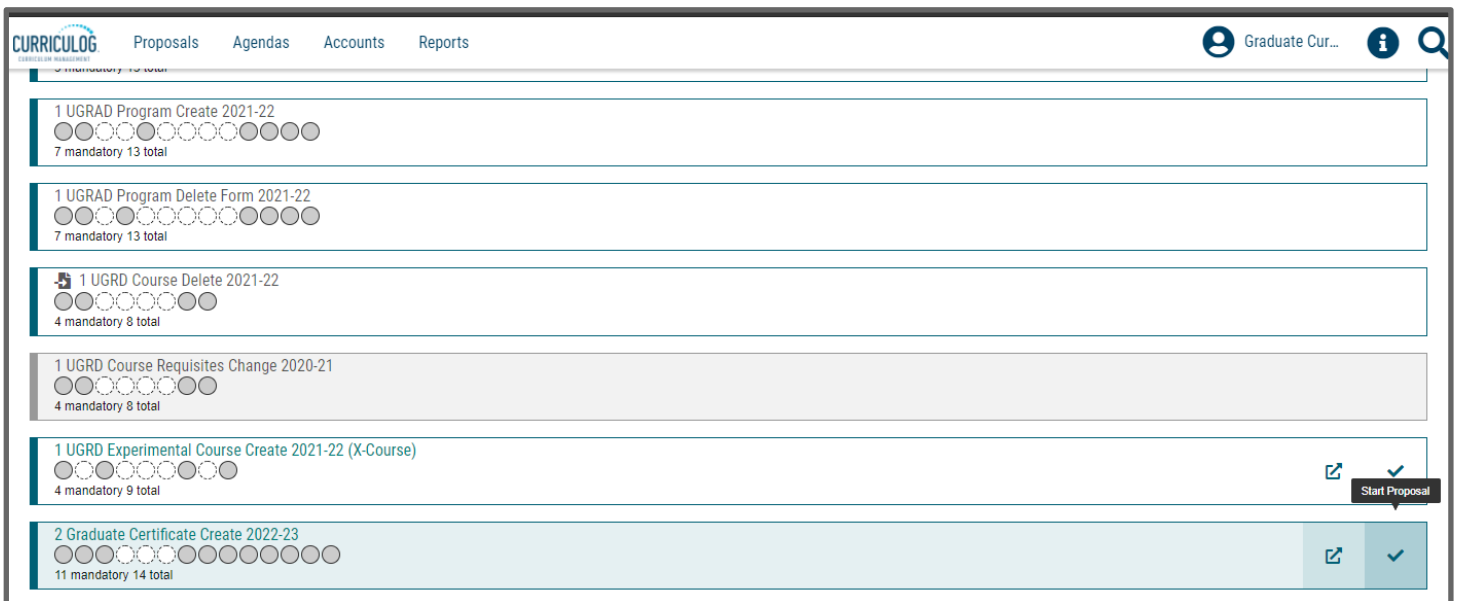 CURRICULOG
CURRICULUM MANAGEMENT
Proposals Agendas Accounts Reports Graduate Cur...
1 UGRAD Program Create 2021-22
7 mandatory 13 total
1 UGRAD Program Delete Form 2021-22
7 mandatory 13 total
1 UGRD Course Delete 2021-22
4 mandatory 8 total
1 UGRD Course Requisites Change 2020-21
4 mandatory 8 total
1 UGRD Experimental Course Create 2021-22 (X-Course)
4 mandatory 9 total
Start Proposal
2 Graduate Certificate Create 2022-23
11 mandatory 14 total